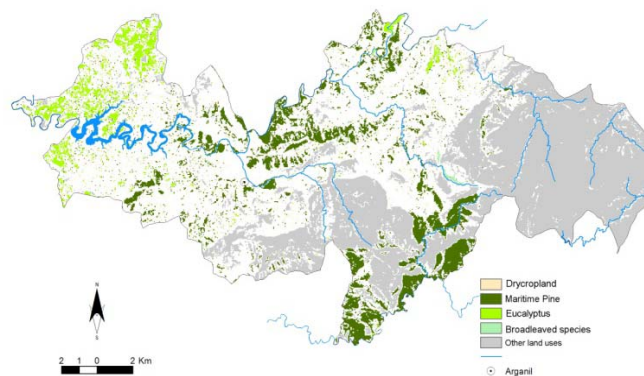 Drycropland
Maritime Pine
Eucalyptus
Broadleaved species
Other land uses
Arganil
N
S
2 1 0 2 Km